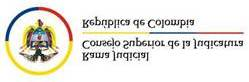 Rama Judicial
Consejo Superior de la Judicatura
República de Colombia